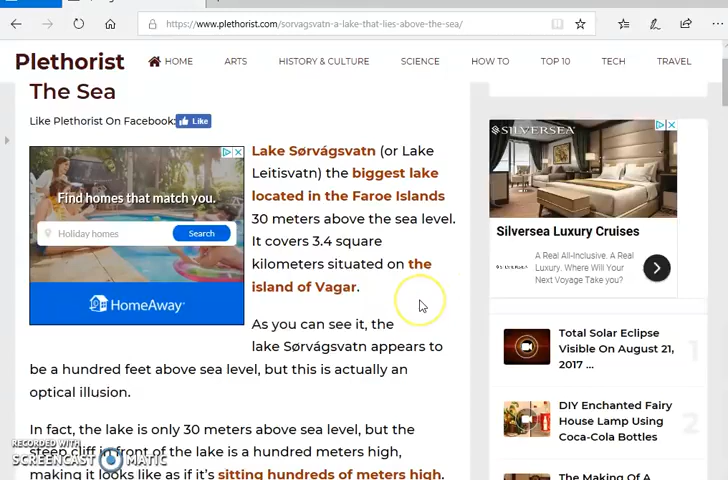 https://www.plethorist.com/sorvagsvatn-a-lake-that-lies-above-the-sea/
Plethorist
HOME
ARTS
HISTORY & CULTURE
SCIENCE
HOW TO
TOP 10
TECH
TRAVEL
The Sea
Like Plethorist On Facebook:
Like
Find homes that match you.
Holiday homes
Search
HomeAway
Lake Sørvágsvatn (or Lake
Leitisvatn) the biggest lake
located in the Faroe Islands
30 meters above the sea level.
It covers 3.4 square
kilometers situated on the
island of Vagar.
As you can see it, the
lake Sørvágsvatn appears to
be a hundred feet above sea level, but this is actually an
optical illusion.
In fact, the lake is only 30 meters above sea level, but the
steep cliff in front of the lake is a hundred meters high,
making it looks like as if it's sitting hundreds of meters high.
SILVERSEA
Silversea Luxury Cruises
A Real All-Inclusive. A Real
Luxury. Where Will Your
Next Voyage Take you?
Total Solar Eclipse
Visible On August 21,
2017 ...
1
DIY Enchanted Fairy
House Lamp Using
Coca-Cola Bottles
2
The Making Of A
RECORDED WITH
SCREENCAST MATIC